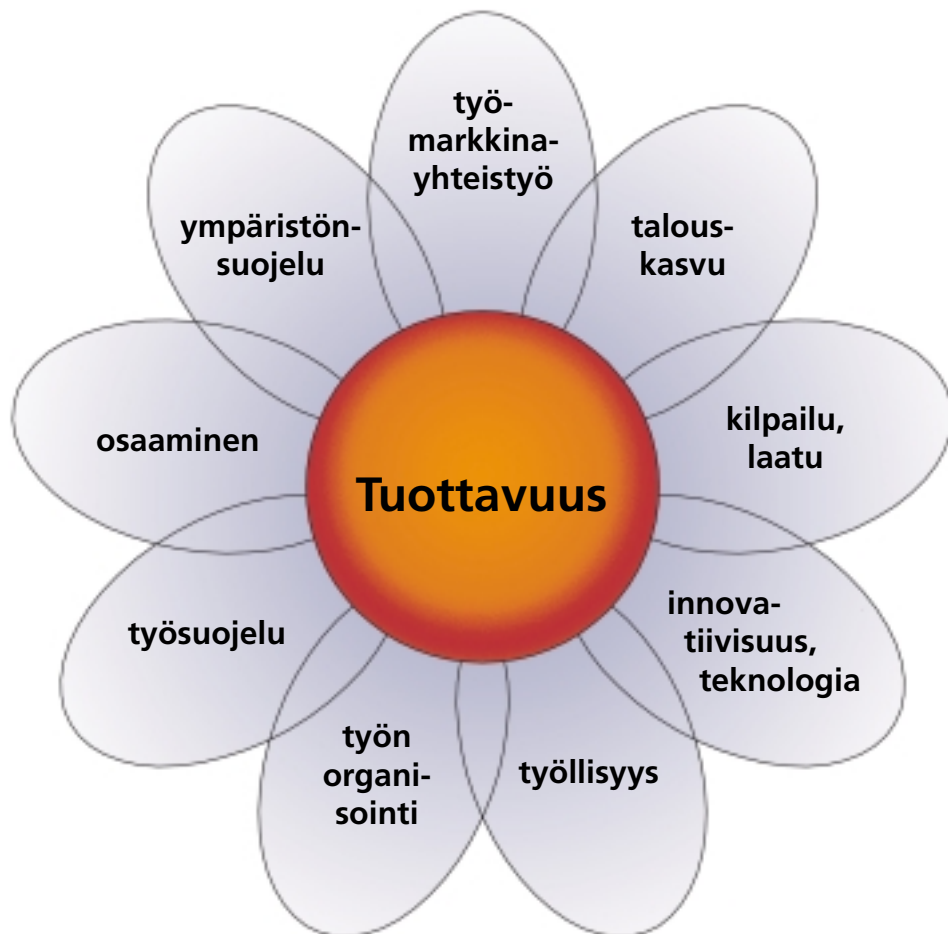 työ-
markkina-
yhteistyö
talous-
kasvu
kilpailu,
laatu
innova-
tiivisuus,
teknologia
työllisyys
työn
organi-
sointi
työsuojelu
osaaminen
ympäristön-
suojelu
Tuottavuus